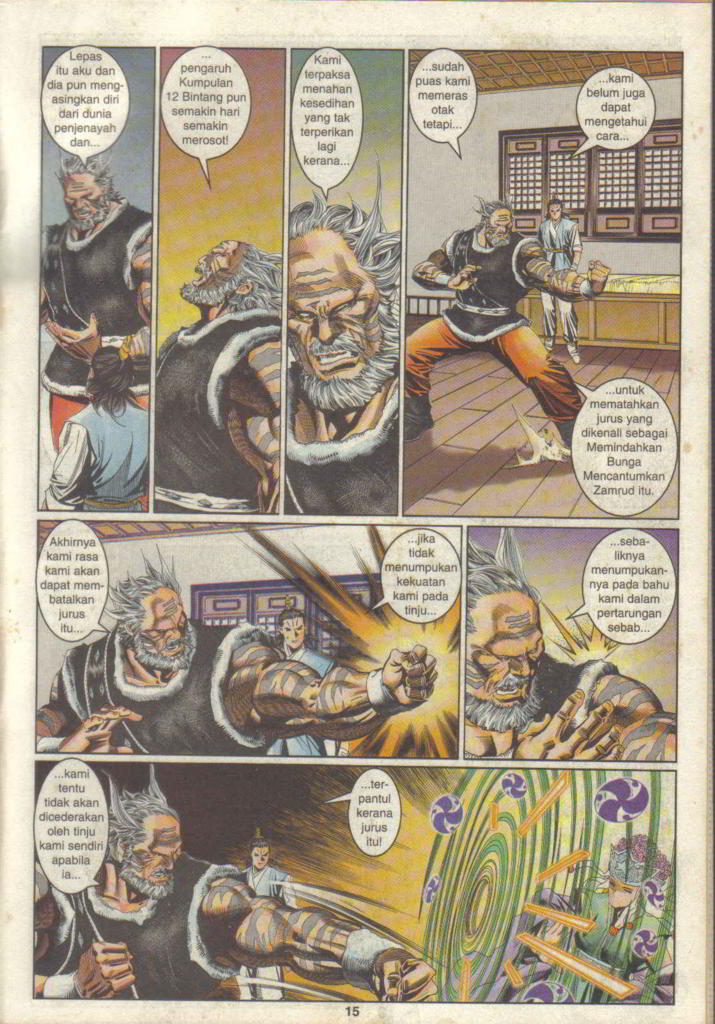 Lepas
itu aku dan
dia pun meng-
asingkan diri
dari dunia
penjenayah
dan...
...
pengaruh
Kumpulan
12 Bintang pun
semakin hari
semakin
merosot!
Kami
terpaksa
menahan
kesedihan
yang tak
terperikan
lagi
kerana...
...sudah
puas kami
memeras
otak
tetapi...
...kami
belum juga
dapat
mengetahui
cara...
...untuk
mematahkan
jurus yang
dikenali sebagai
Memindahkan
Bunga
Mencantumkan
Zamrud itu.
Akhirnya
kami rasa
kami akan
dapat mem-
batalkan
jurus
itu...
...jika
tidak
menumpukan
kekuatan
kami pada
tinju...
...seba-
liknya
menumpukan-
nya pada bahu
kami dalam
pertarungan
sebab...
...kami
tentu
tidak akan
dicederakan
oleh tinju
kami sendiri
apabila
ia...
...ter-
pantul
kerana
jurus
itu!
15